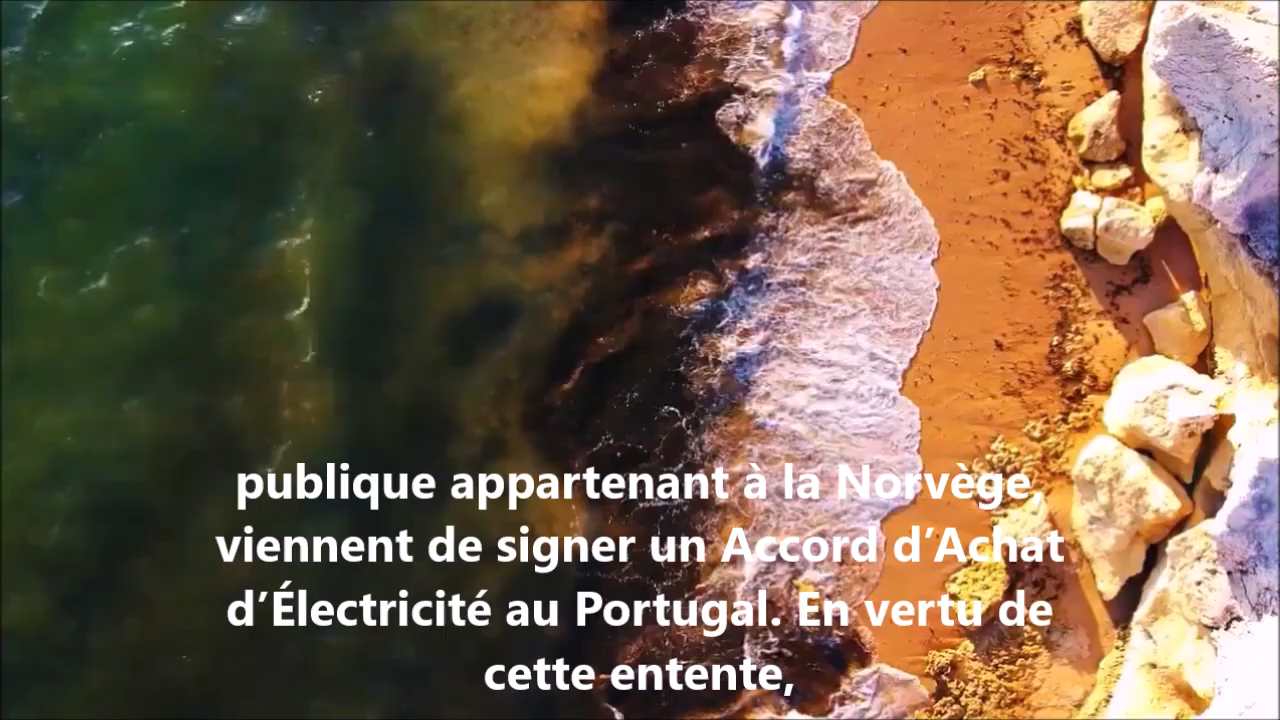 publique appartenant à la Norvège,
viennent de signer un Accord d’Achat
d’Électricité au Portugal. En vertu de
cette entente,